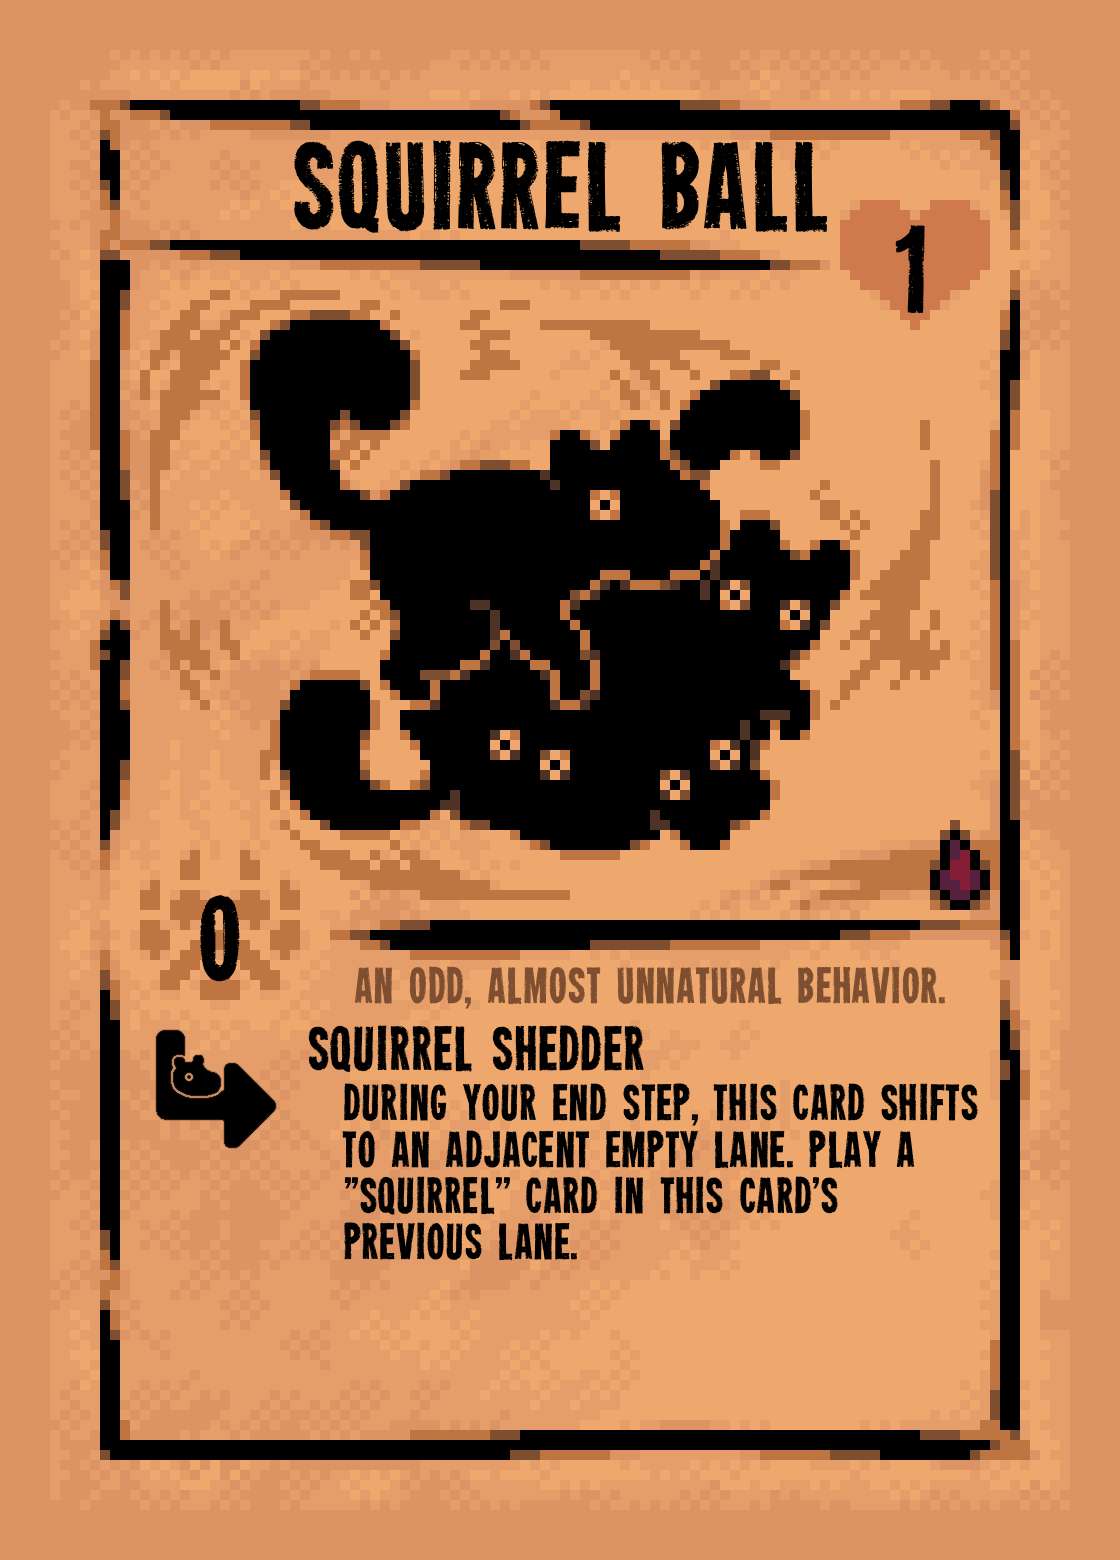 SQUIRREL BALL
1
0
AN ODD, ALMOST UNNATURAL BEHAVIOR.
SQUIRREL SHEDDER
DURING YOUR END STEP, THIS CARD SHIFTS
TO AN ADJACENT EMPTY LANE. PLAY A
"SQUIRREL" CARD IN THIS CARD'S
PREVIOUS LANE.